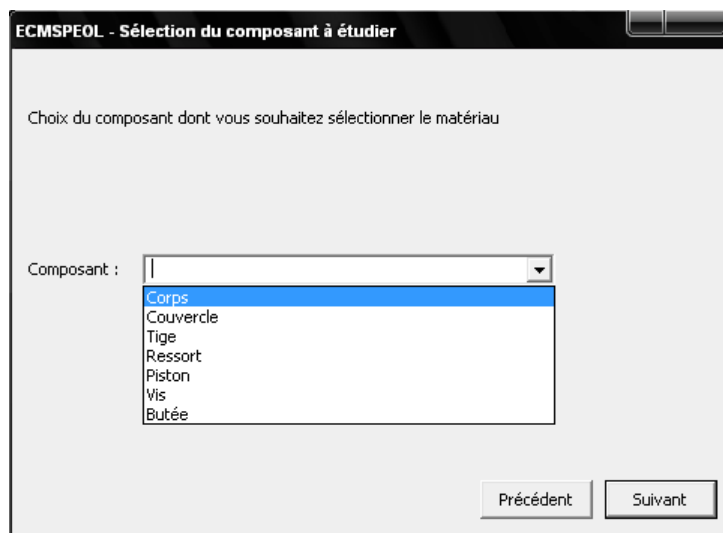 ECMSPEOL - Sélection du composant à étudier
Choix du composant dont vous souhaitez sélectionner le matériau
Composant :
Corps
Couvercle
Tige
Ressort
Piston
Vis
Butée
Précédent Suivant